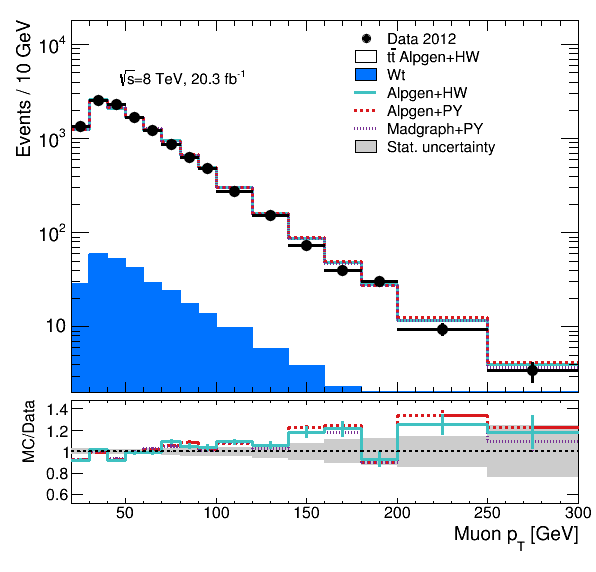 Events / 10 GeV
10⁴
10³
10²
10
√s=8 TeV, 20.3 fb⁻¹
Data 2012
tt̄ Alpgen+HW
Wt
Alpgen+HW
Alpgen+PY
Madgraph+PY
Stat. uncertainty
MC/Data
1.4
1.2
1
0.8
0.6
50 100 150 200 250 300
Muon p_T [GeV]